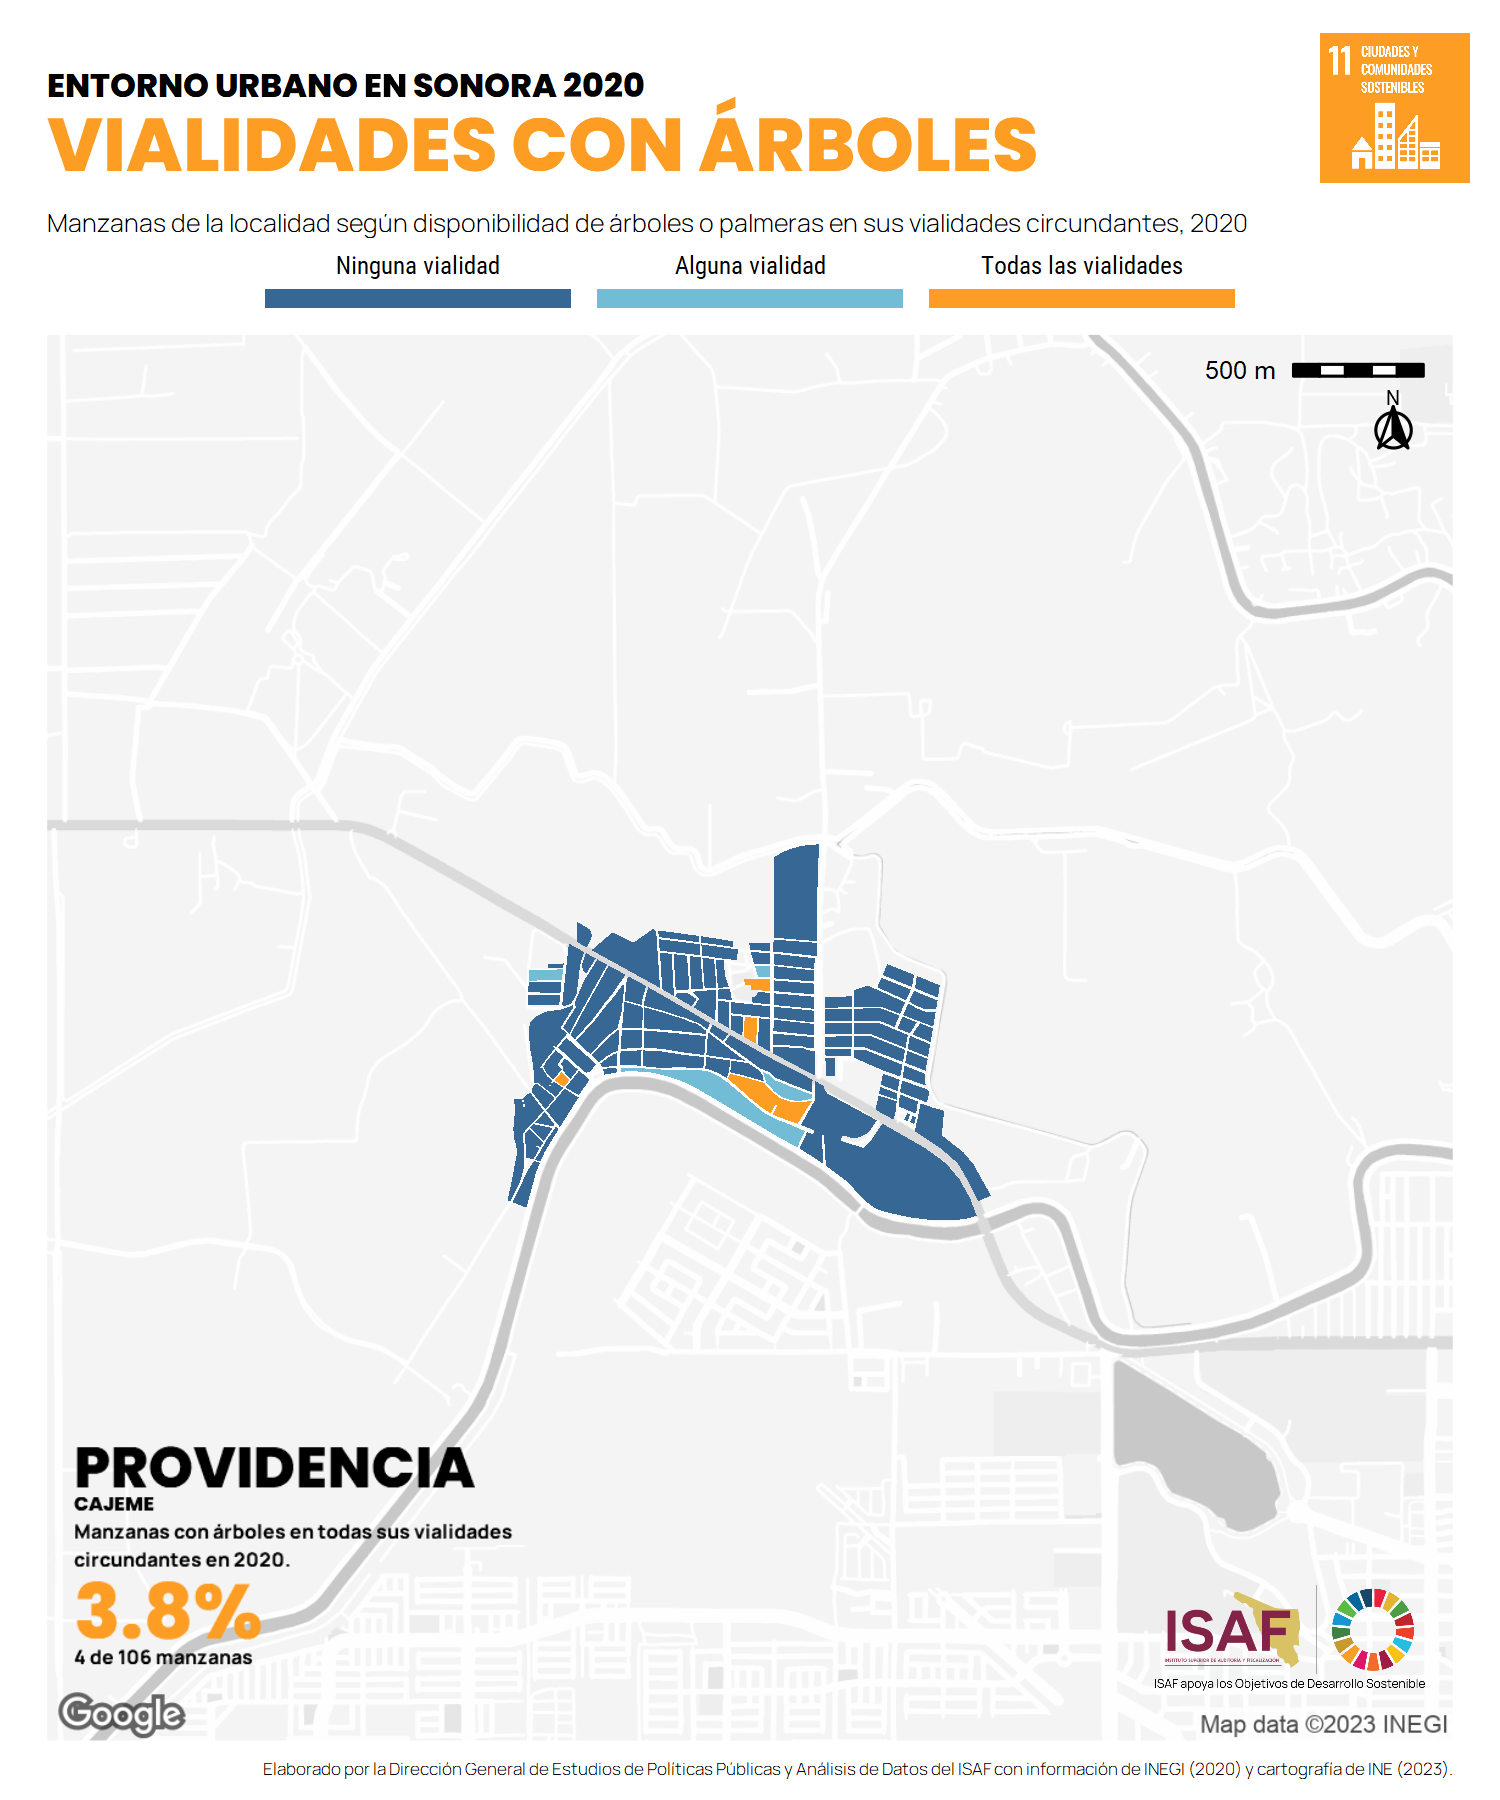 11 CIUDADES Y
COMUNIDADES
SOSTENIBLES
ENTORNO URBANO EN SONORA 2020
VIALIDADES CON ÁRBOLES
Manzanas de la localidad según disponibilidad de árboles o palmeras en sus vialidades circundantes, 2020
Ninguna vialidad
Alguna vialidad
Todas las vialidades
500 m
N
PROVIDENCIA
CAJEME
Manzanas con árboles en todas sus vialidades
circundantes en 2020.
3.8%
4 de 106 manzanas
ISAF
INSTITUTO SUPERIOR DE AUDITORÍA Y FISCALIZACIÓN
ISAF apoya los Objetivos de Desarrollo Sostenible
Google
Map data ©2023 INEGI
Elaborado por la Dirección General de Estudios de Políticas Públicas y Análisis de Datos del ISAF con información de INEGI (2020) y cartografía de INE (2023).